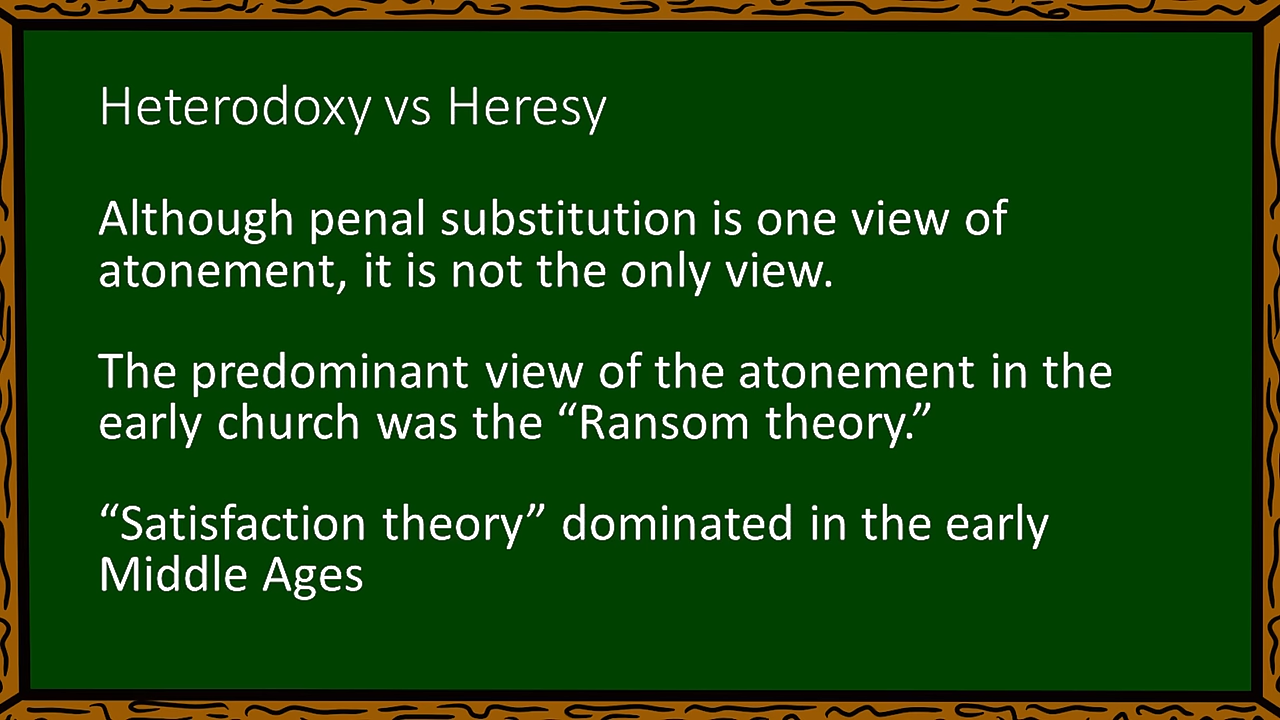 Heterodoxy vs Heresy
Although penal substitution is one view of
atonement, it is not the only view.
The predominant view of the atonement in the
early church was the “Ransom theory.”
“Satisfaction theory” dominated in the early
Middle Ages